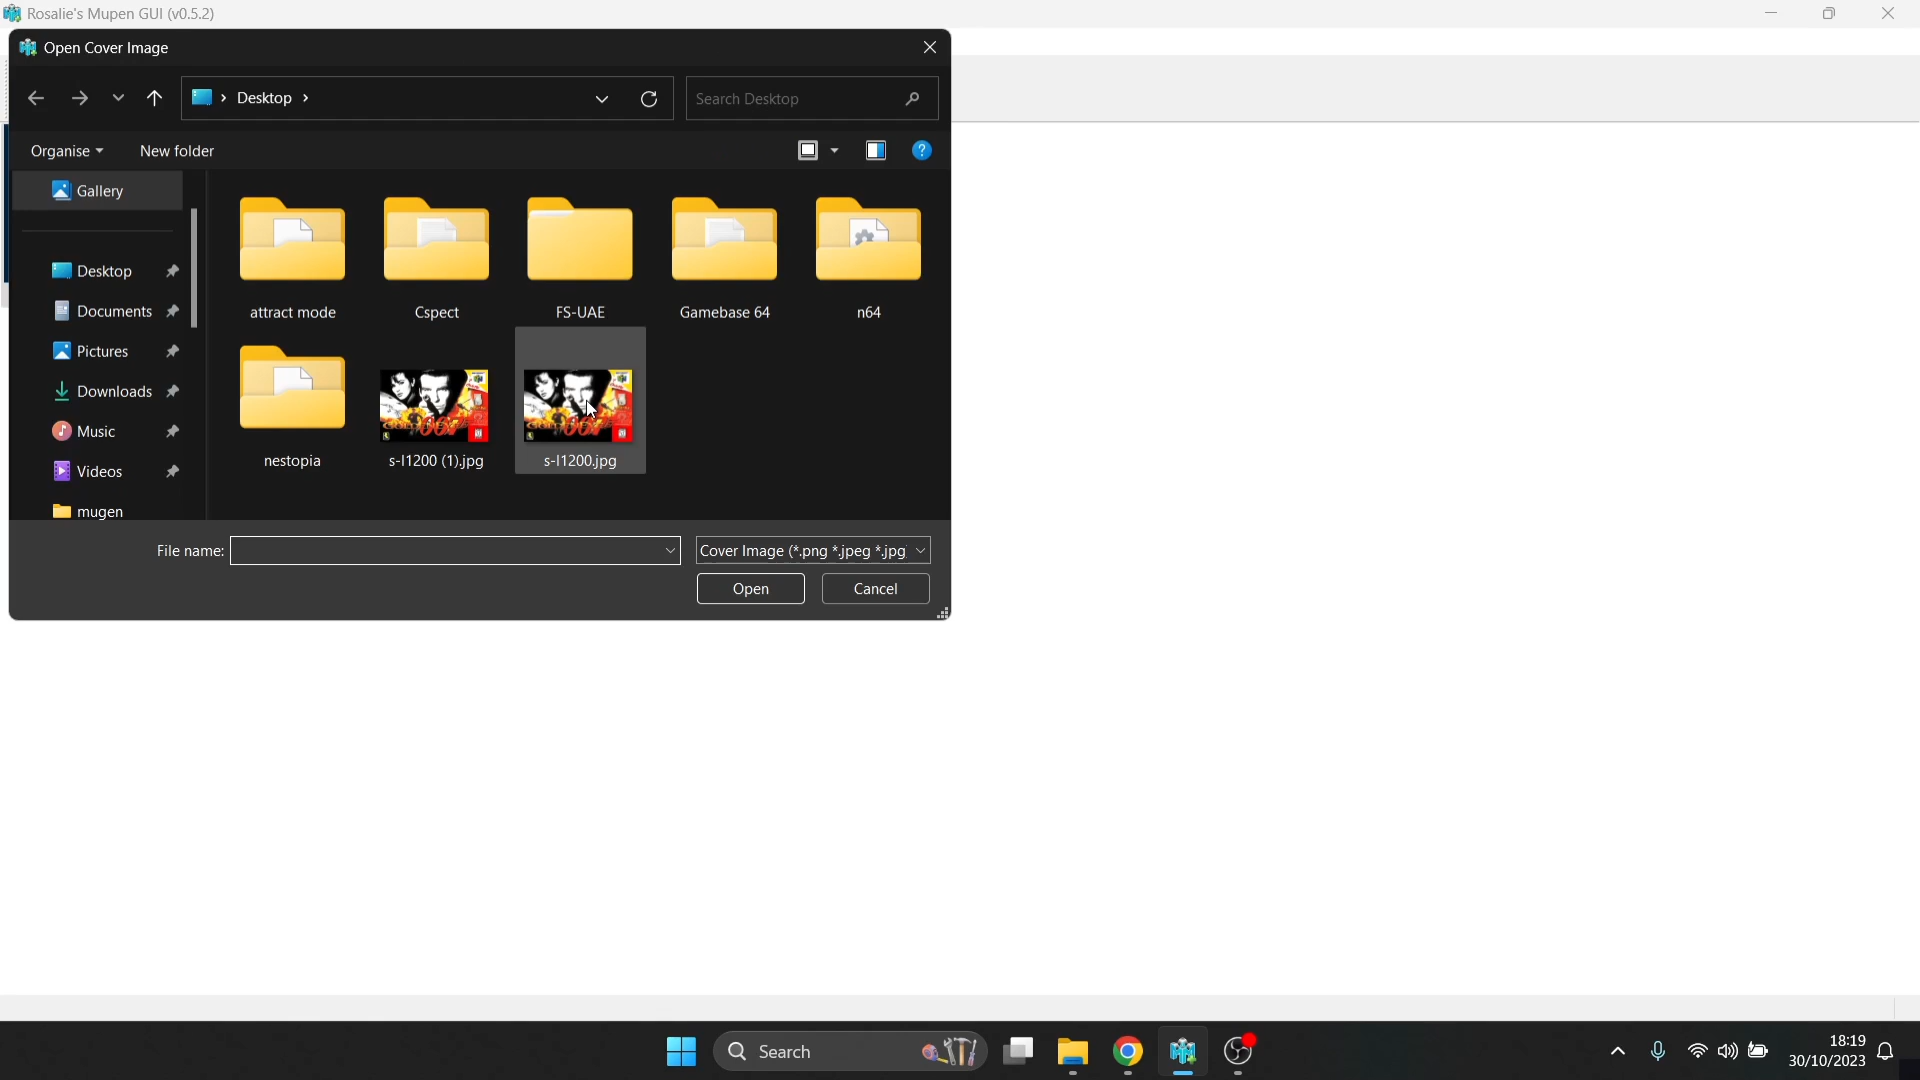 Rosalie's Mupen GUI (v0.5.2)
Open Cover Image
Desktop
Search Desktop
Organise
New folder
Gallery
Desktop
Documents
Pictures
Downloads
Music
Videos
mugen
attract mode
Cspect
FS-UAE
Gamebase 64
n64
nestopia
s-l1200 (1).jpg
s-l1200.jpg
File name:
Cover Image (*.png *.jpeg *.jpg
Open
Cancel
Search
18:19
30/10/2023